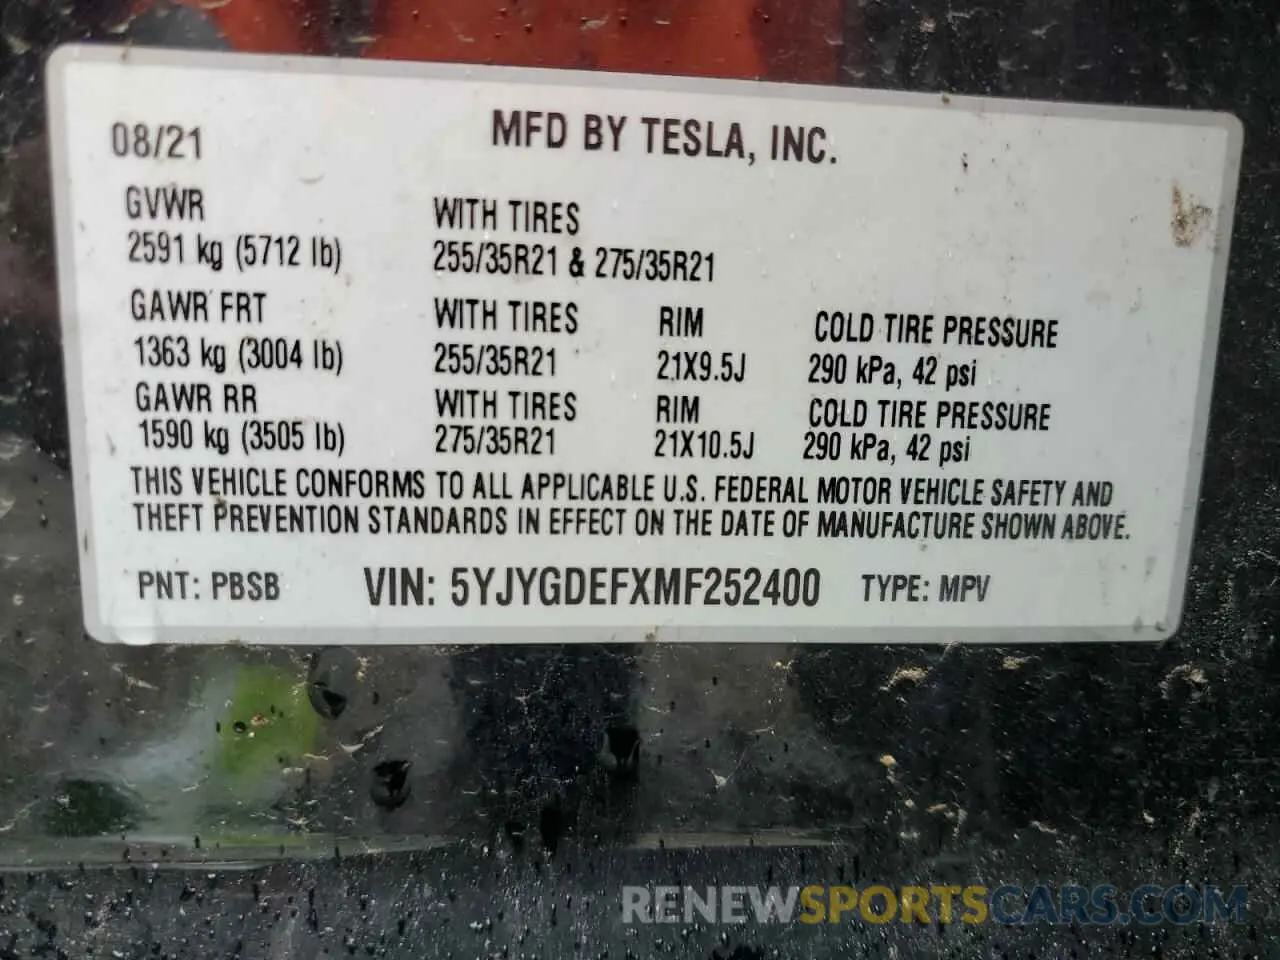 08/21 MFD BY TESLA, INC.
GVWR WITH TIRES
2591 kg (5712 lb) 255/35R21 & 275/35R21
GAWR FRT WITH TIRES RIM COLD TIRE PRESSURE
1363 kg (3004 lb) 255/35R21 21X9.5J 290 kPa, 42 psi
GAWR RR WITH TIRES RIM COLD TIRE PRESSURE
1590 kg (3505 lb) 275/35R21 21X10.5J 290 kPa, 42 psi
THIS VEHICLE CONFORMS TO ALL APPLICABLE U.S. FEDERAL MOTOR VEHICLE SAFETY AND
THEFT PREVENTION STANDARDS IN EFFECT ON THE DATE OF MANUFACTURE SHOWN ABOVE.
PNT: PBSB VIN: 5YJYGDEFXMF252400 TYPE: MPV
RENEWSPORTSCARS.COM